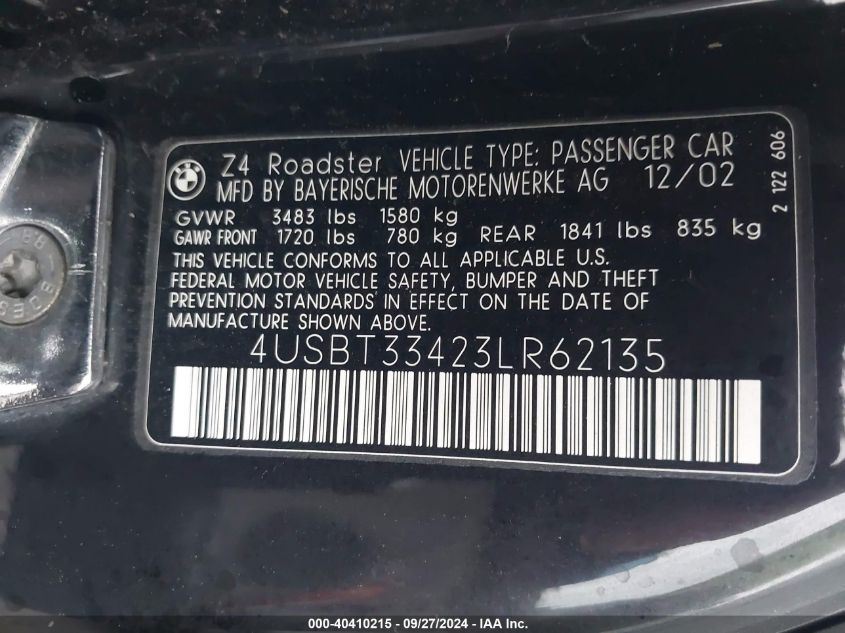 Z4 Roadster VEHICLE TYPE: PASSENGER CAR
MFD BY BAYERISCHE MOTORENWERKE AG 12/02
GVWR 3483 lbs 1580 kg
GAWR FRONT 1720 lbs 780 kg REAR 1841 lbs 835 kg
THIS VEHICLE CONFORMS TO ALL APPLICABLE U.S.
FEDERAL MOTOR VEHICLE SAFETY, BUMPER AND THEFT
PREVENTION STANDARDS IN EFFECT ON THE DATE OF
MANUFACTURE SHOWN ABOVE.
4USBT33423LR62135
2 122 606
000-40410215 - 09/27/2024 - IAA Inc.